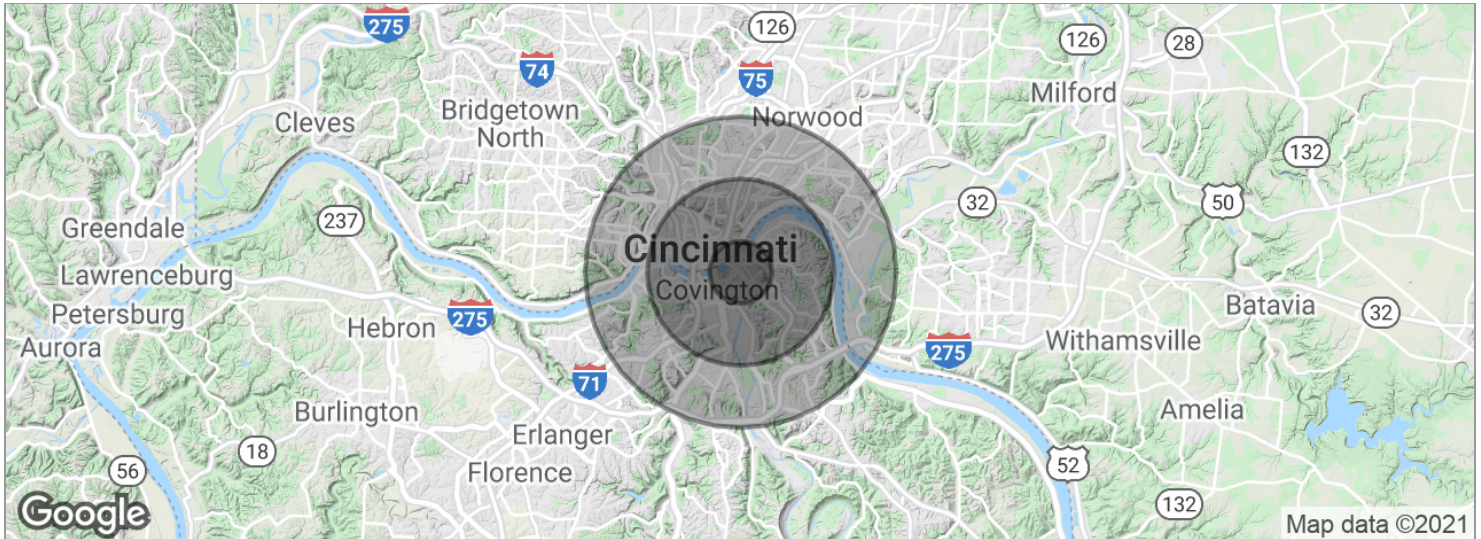 275
126
126
28
74
75
Milford
Bridgetown
North
Norwood
Cleves
132
32
50
237
Greendale
Cincinnati
Lawrenceburg
Covington
Petersburg
Hebron
275
Batavia
32
Aurora
275
Withamsville
71
Burlington
Amelia
Erlanger
18
Florence
56
52
132
Google
Map data ©2021